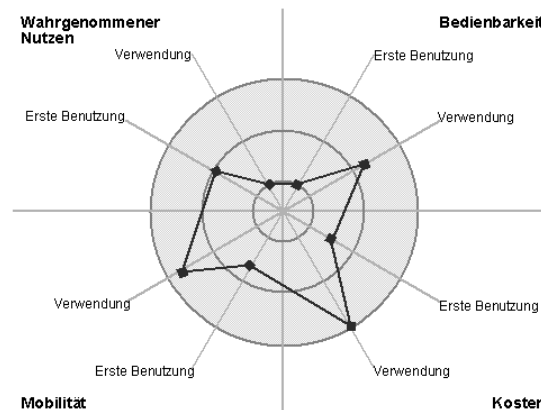 Wahrgenommener
Nutzen
Bedienbarkeit
Verwendung
Erste Benutzung
Erste Benutzung
Verwendung
Verwendung
Erste Benutzung
Erste Benutzung
Verwendung
Mobilität
Kosten